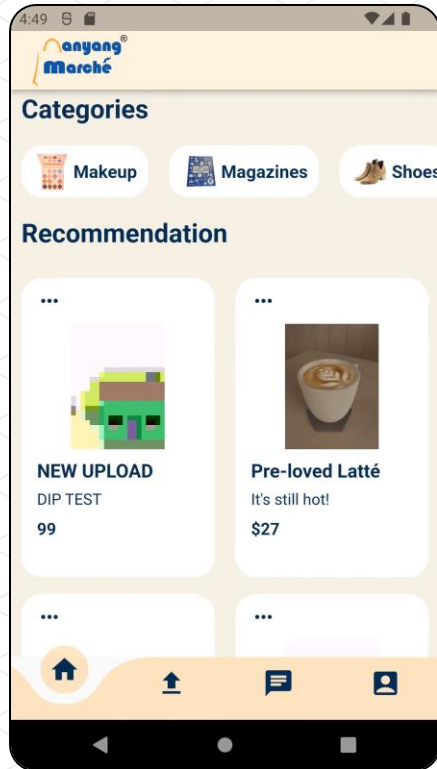 4:49
anyang®
Marché
Categories
Makeup
Magazines
Shoes
Recommendation
...
...
NEW UPLOAD
DIP TEST
99
Pre-loved Latté
It's still hot!
$27
...
...